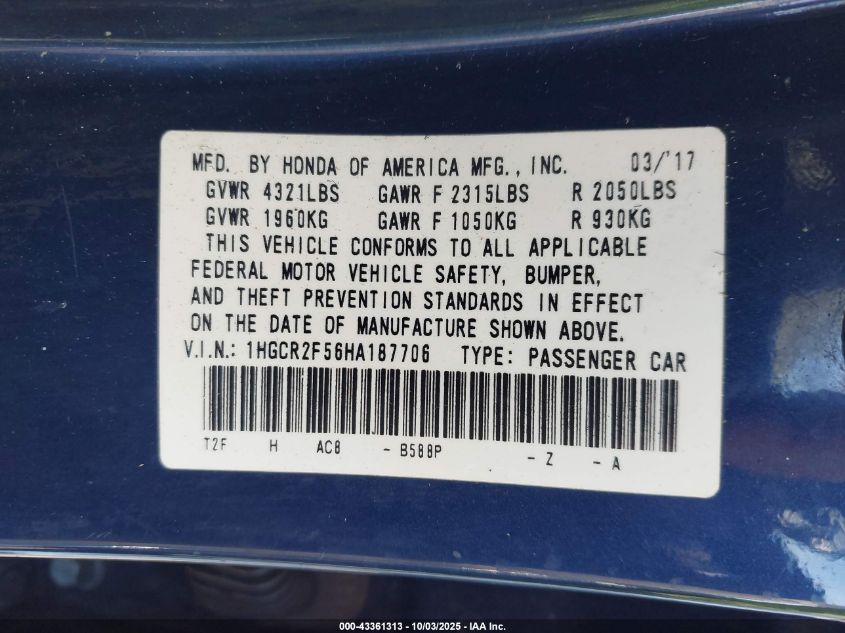 MFD. BY HONDA OF AMERICA MFG., INC. 03/'17
GVWR 4321LBS GAWR F 2315LBS R 2050LBS
GVWR 1960KG GAWR F 1050KG R 930KG
THIS VEHICLE CONFORMS TO ALL APPLICABLE
FEDERAL MOTOR VEHICLE SAFETY, BUMPER,
AND THEFT PREVENTION STANDARDS IN EFFECT
ON THE DATE OF MANUFACTURE SHOWN ABOVE.
V.I.N.: 1HGCR2F56HA187706 TYPE: PASSENGER CAR
T2F H AC8 - B588P - Z - A
000-43361313 - 10/03/2025 - IAA Inc.